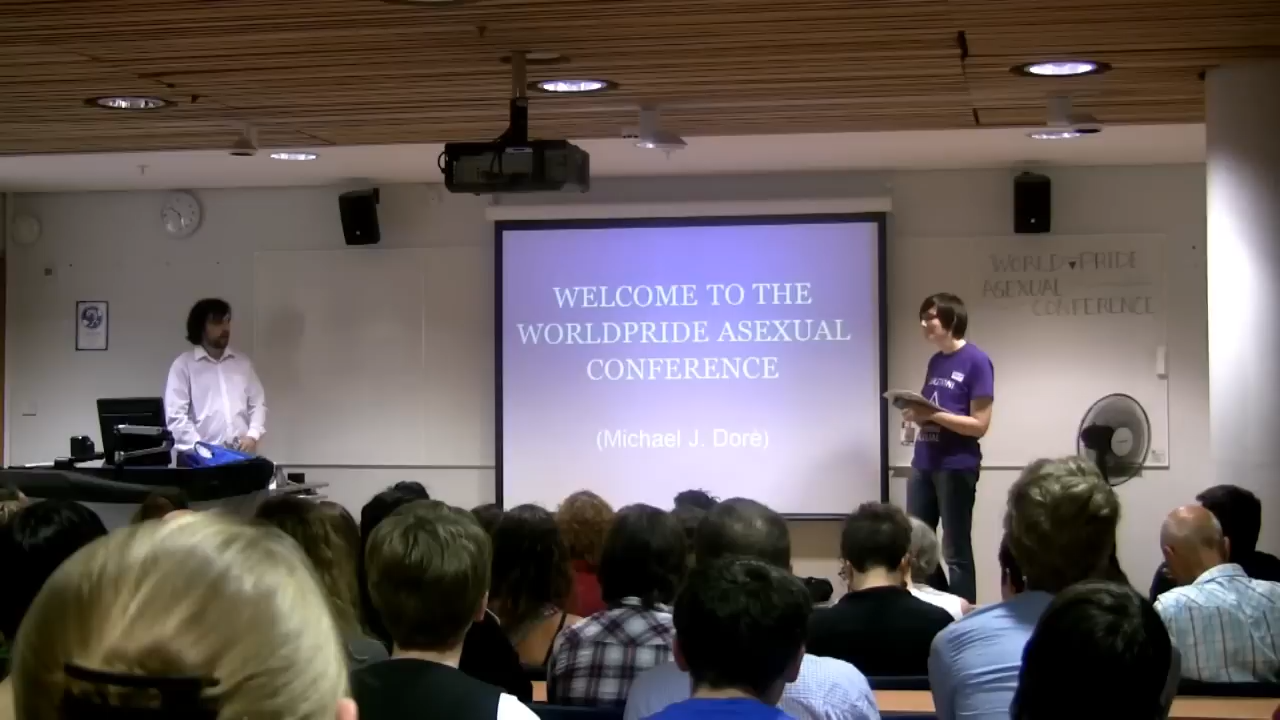 WELCOME TO THE
WORLDPRIDE ASEXUAL
CONFERENCE
(Michael J. Doré)
WORLD PRIDE
ASEXUAL
CONFERENCE